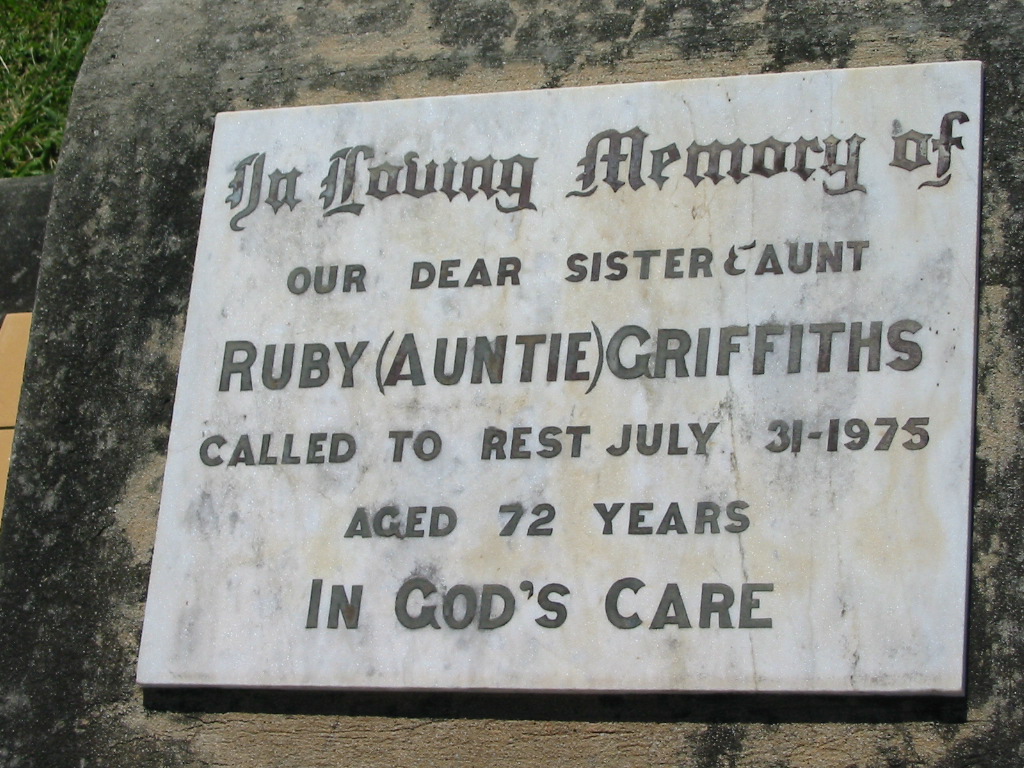 In Loving Memory of
OUR DEAR SISTER & AUNT
RUBY (AUNTIE) GRIFFITHS
CALLED TO REST JULY 31-1975
AGED 72 YEARS
IN GOD'S CARE